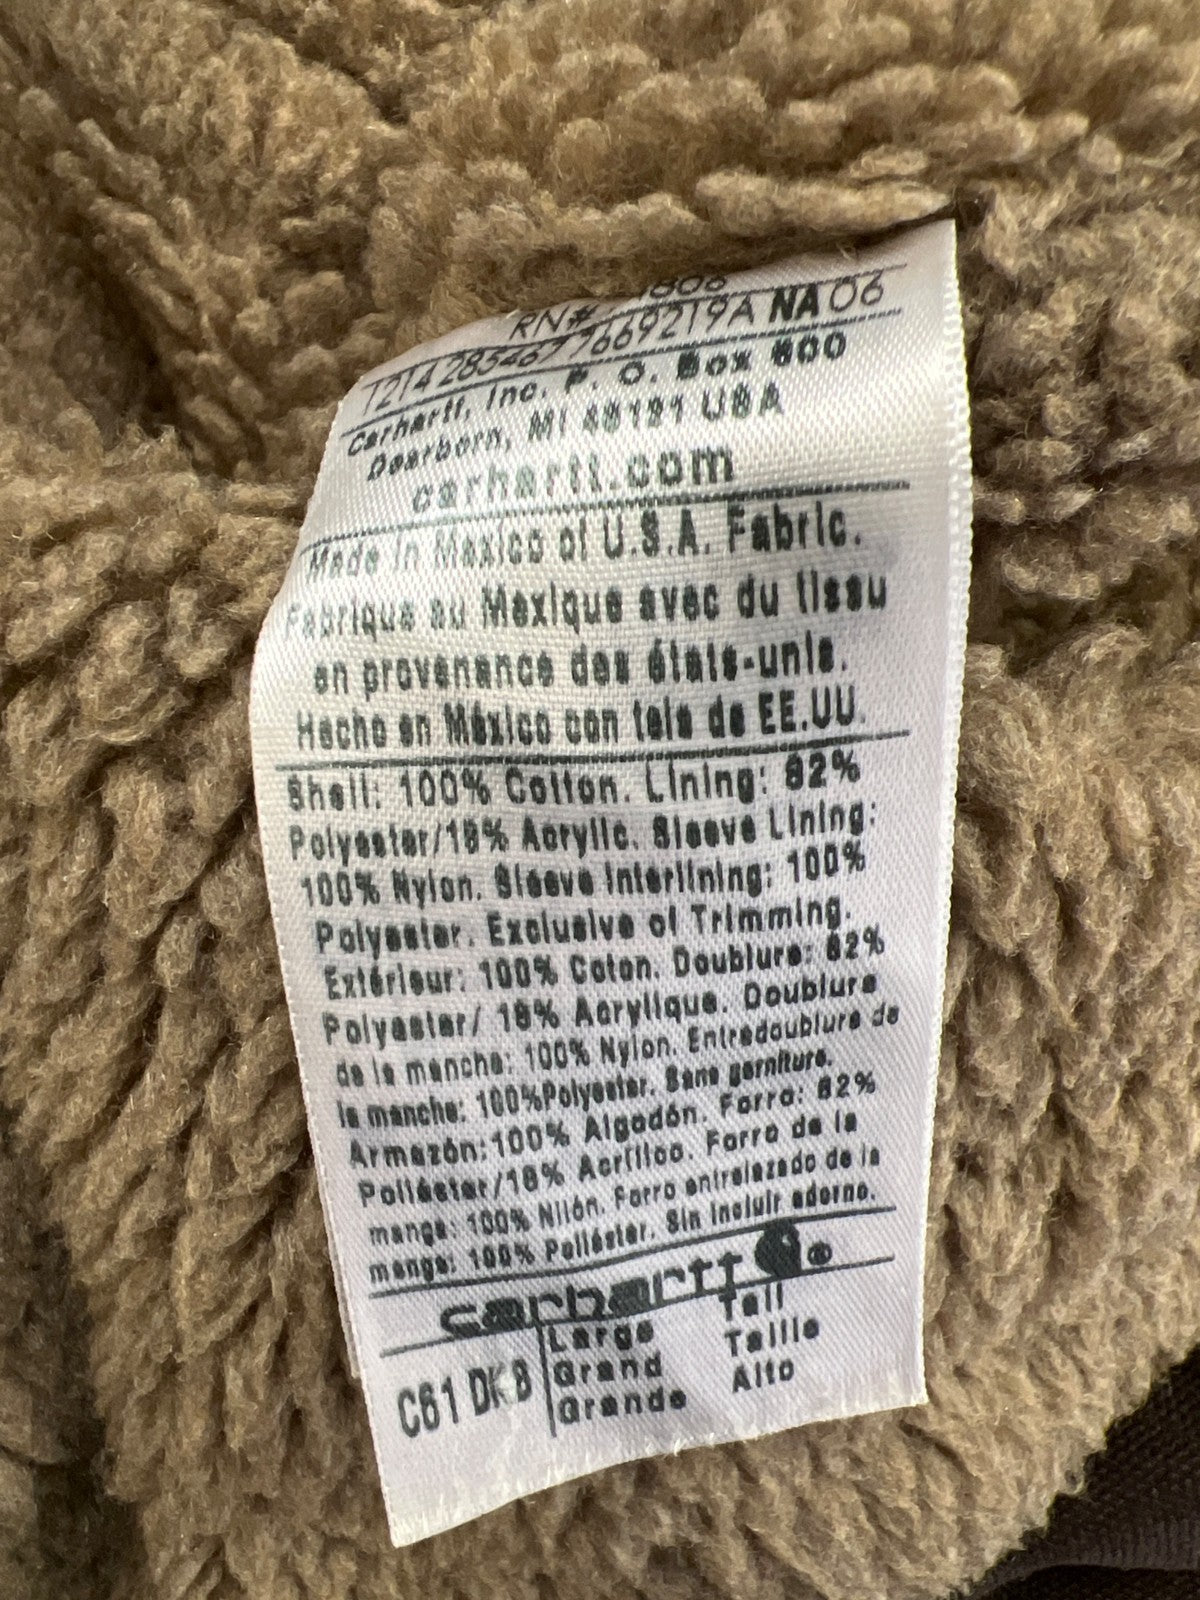 RN# 806
1214285467766921 9A NA 06
Carhartt, Inc. P. O. Box 600
Dearborn, MI 48121 USA
carhartt.com
Made in Mexico of U.S.A. Fabric.
Fabriqué au Mexique avec du tissu
en provenance des états-unis.
Hecho en México con tela de EE.UU.
Shell: 100% Cotton. Lining: 82%
Polyester/18% Acrylic. Sleeve Lining:
100% Nylon. Sleeve Interlining: 100%
Polyester. Exclusive of Trimming.
Extérieur: 100% Coton. Doublure: 82%
Polyester/ 18% Acrylique. Doublure
de la manche: 100% Nylon. Entredoublure de
la manche: 100%Polyester. Sans garniture.
Armazón:100% Algodón. Forro: 82%
Poliéster/18% Acrílico. Forro de la
manga: 100% Nilón. Forro entrelazado de la
manga: 100% Poliéster. Sin incluir adorno.
carhartt ®
C61 DKB
Large Tall
Grand Taille
Grande Alto